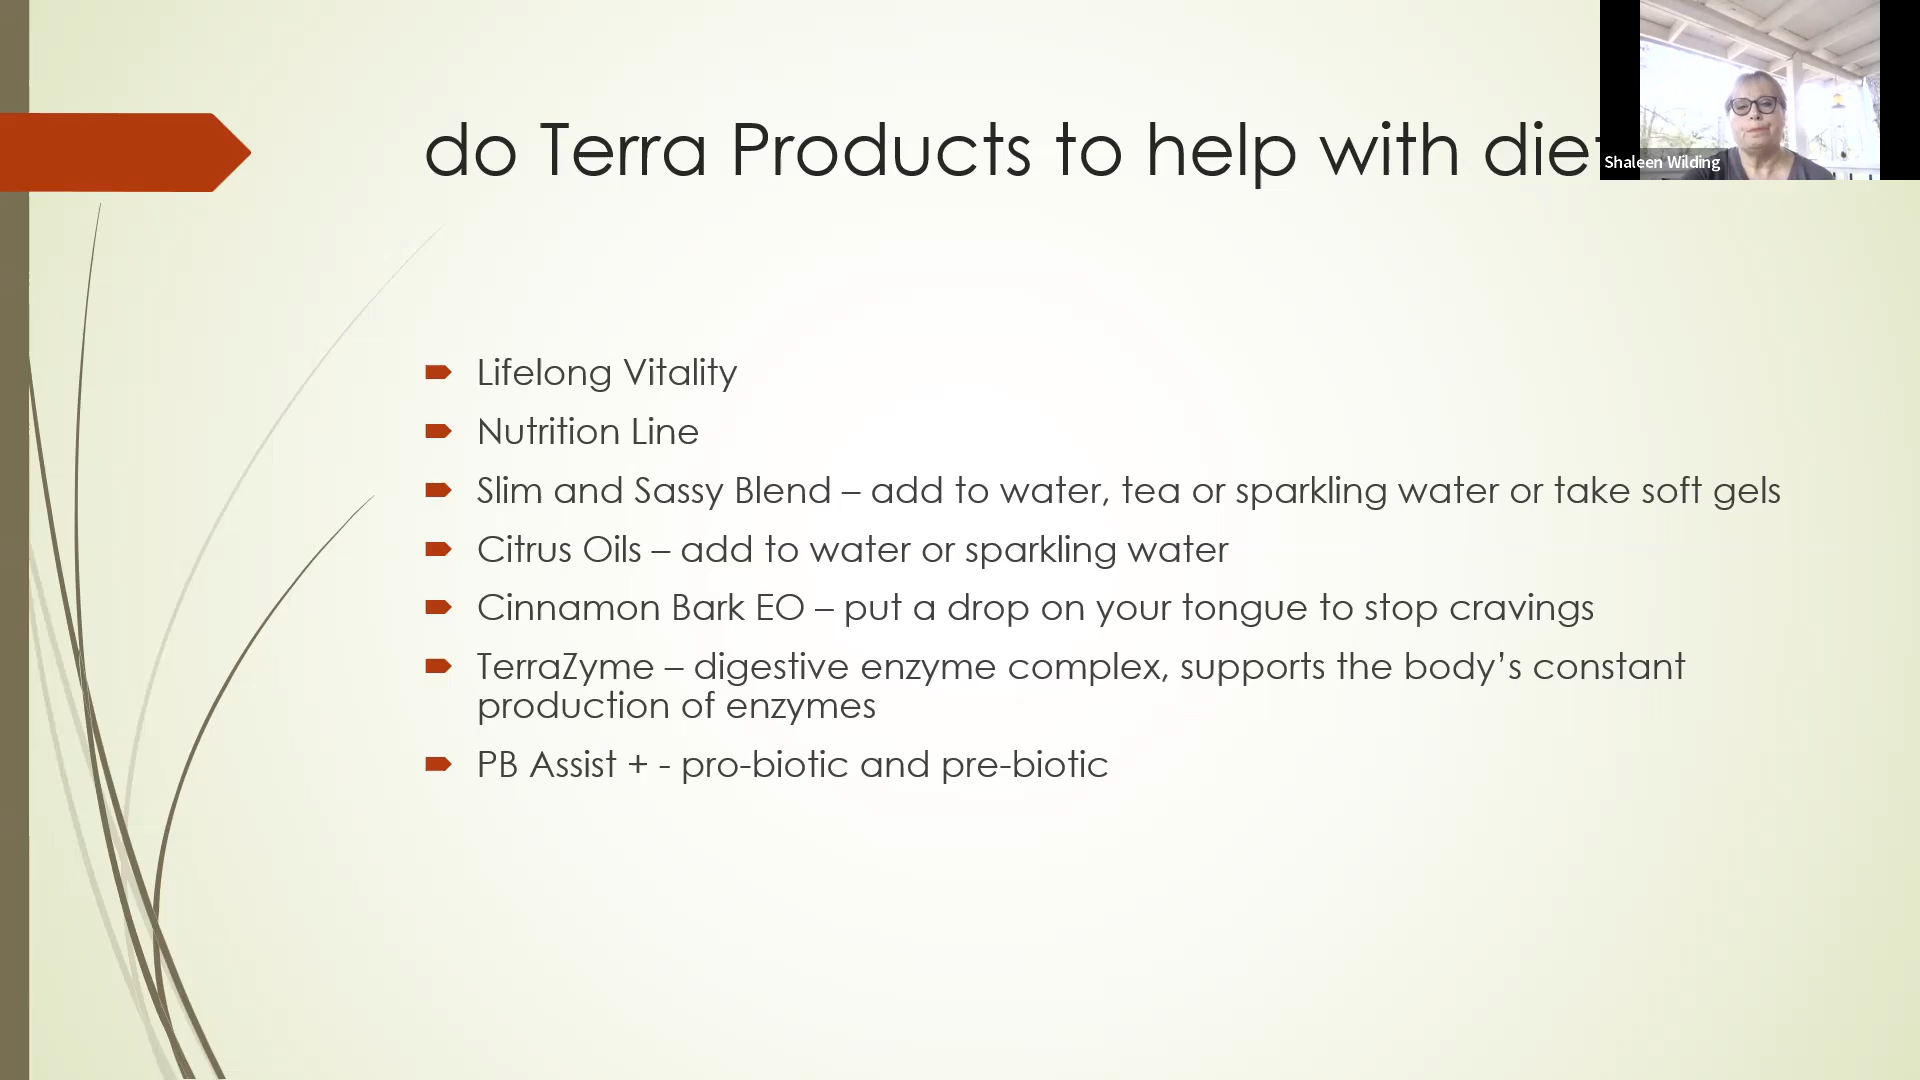 do Terra Products to help with diet
Shaleen Wilding
Lifelong Vitality
Nutrition Line
Slim and Sassy Blend – add to water, tea or sparkling water or take soft gels
Citrus Oils – add to water or sparkling water
Cinnamon Bark EO – put a drop on your tongue to stop cravings
TerraZyme – digestive enzyme complex, supports the body’s constant
production of enzymes
PB Assist + - pro-biotic and pre-biotic